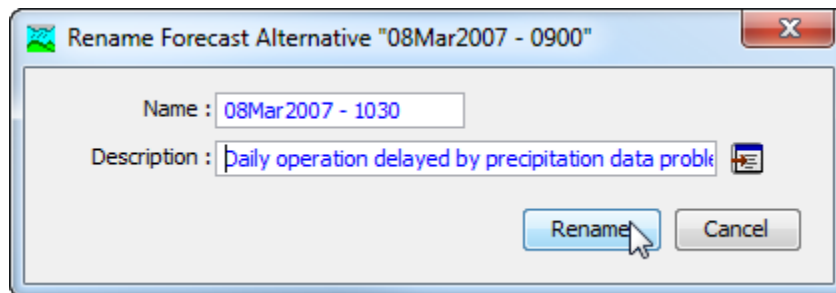 Rename Forecast Alternative "08Mar2007 - 0900"
Name : 08Mar2007 - 1030
Description : Daily operation delayed by precipitation data proble
Rename Cancel